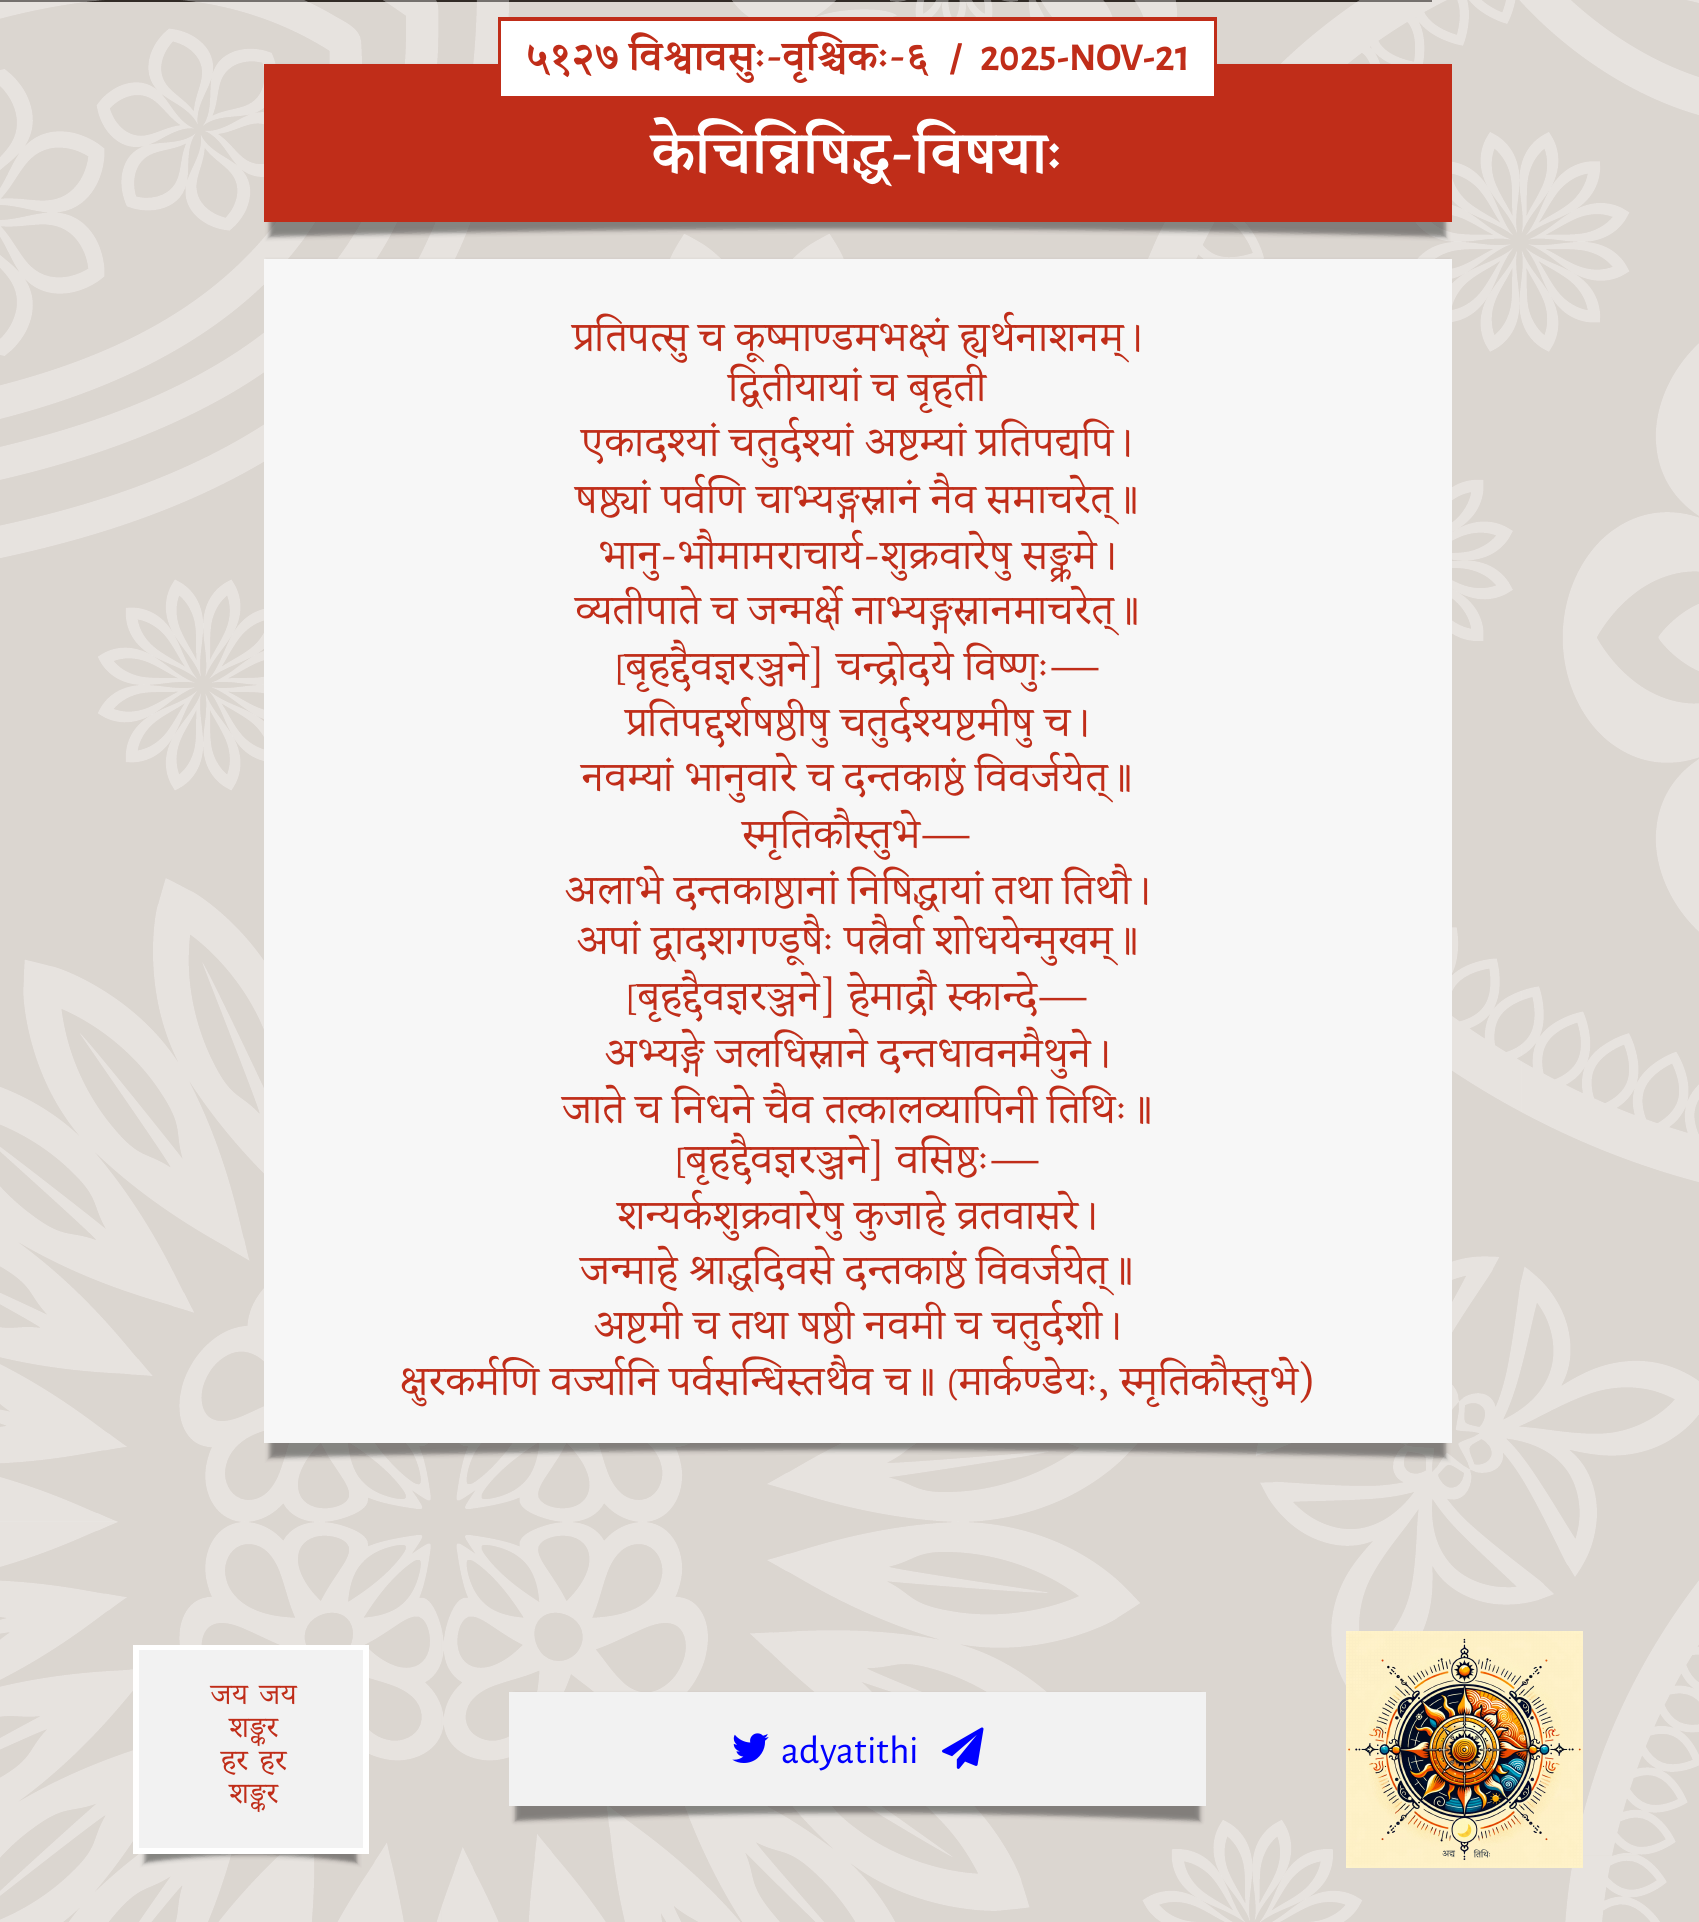 ५१२७ विश्वावसुः-वृश्चिकः-६ / 2025-NOV-21
केचिन्निषिद्ध-विषयाः
प्रतिपत्सु च कूष्माण्डमभक्ष्यं ह्यर्थनाशनम्।
द्वितीयायां च बृहती
एकादश्यां चतुर्दश्यां अष्टम्यां प्रतिपद्यपि।
षष्ठ्यां पर्वणि चाभ्यङ्गस्नानं नैव समाचरेत्॥
भानु-भौमामराचार्य-शुक्रवारेषु सङ्क्रमे।
व्यतीपाते च जन्मर्क्षे नाभ्यङ्गस्नानमाचरेत्॥
[बृहद्दैवज्ञरञ्जने] चन्द्रोदये विष्णुः—
प्रतिपद्दर्शषष्ठीषु चतुर्दश्यष्टमीषु च।
नवम्यां भानुवारे च दन्तकाष्ठं विवर्जयेत्॥
स्मृतिकौस्तुभे—
अलाभे दन्तकाष्ठानां निषिद्धायां तथा तिथौ।
अपां द्वादशगण्डूषैः पत्रैर्वा शोधयेन्मुखम्॥
[बृहद्दैवज्ञरञ्जने] हेमाद्रौ स्कान्दे—
अभ्यङ्गे जलधिस्नाने दन्तधावनमैथुने।
जाते च निधने चैव तत्कालव्यापिनी तिथिः॥
[बृहद्दैवज्ञरञ्जने] वसिष्ठः—
शन्यर्कशुक्रवारेषु कुजाहे व्रतवासरे।
जन्माहे श्राद्धदिवसे दन्तकाष्ठं विवर्जयेत्॥
अष्टमी च तथा षष्ठी नवमी च चतुर्दशी।
क्षुरकर्मणि वर्ज्यानि पर्वसन्धिस्तथैव च॥ (मार्कण्डेयः, स्मृतिकौस्तुभे)
जय जय
शङ्कर
हर हर
शङ्कर
adyatithi
अद्य तिथिः